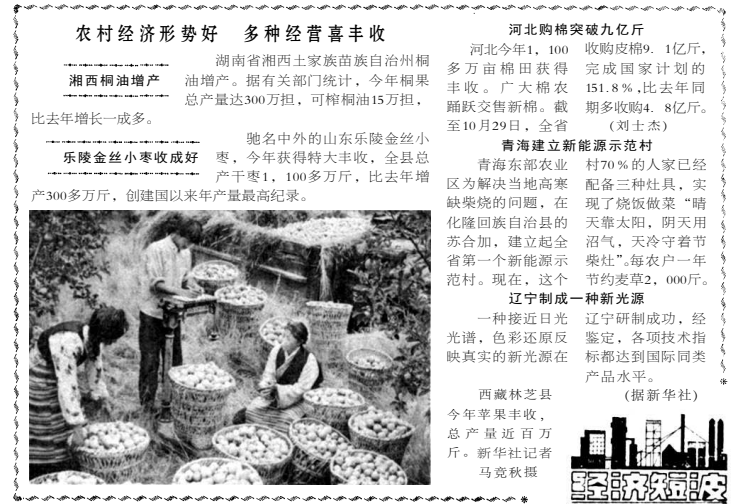 农村经济形势好　多种经营喜丰收
湘西桐油增产
湖南省湘西土家族苗族自治州桐
油增产。据有关部门统计，今年桐果
总产量达300万担，可榨桐油15万担，
比去年增长一成多。
乐陵金丝小枣收成好
驰名中外的山东乐陵金丝小
枣，今年获得特大丰收，全县总
产干枣1，100多万斤，比去年增
产300多万斤，创建国以来年产量最高纪录。
河北购棉突破九亿斤
河北今年1，100
多万亩棉田获得
丰收。广大棉农
踊跃交售新棉。截
至10月29日，全省
收购皮棉9．1亿斤，
完成国家计划的
151.8％，比去年同
期多收购4．8亿斤。
(刘士杰)
青海建立新能源示范村
青海东部农业
区为解决当地高寒
缺柴烧的问题，在
化隆回族自治县的
苏合加，建立起全
省第一个新能源示
范村。现在，这个
村70％的人家已经
配备三种灶具，实
现了烧饭做菜“晴
天靠太阳，阴天用
沼气，天冷守着节
柴灶”。每农户一年
节约麦草2，000斤。
辽宁制成一种新光源
一种接近日光
光谱，色彩还原反
映真实的新光源在
辽宁研制成功，经
鉴定，各项技术指
标都达到国际同类
产品水平。
(据新华社)
西藏林芝县
今年苹果丰收，
总产量近百万
斤。新华社记者
马竞秋摄
经济短波